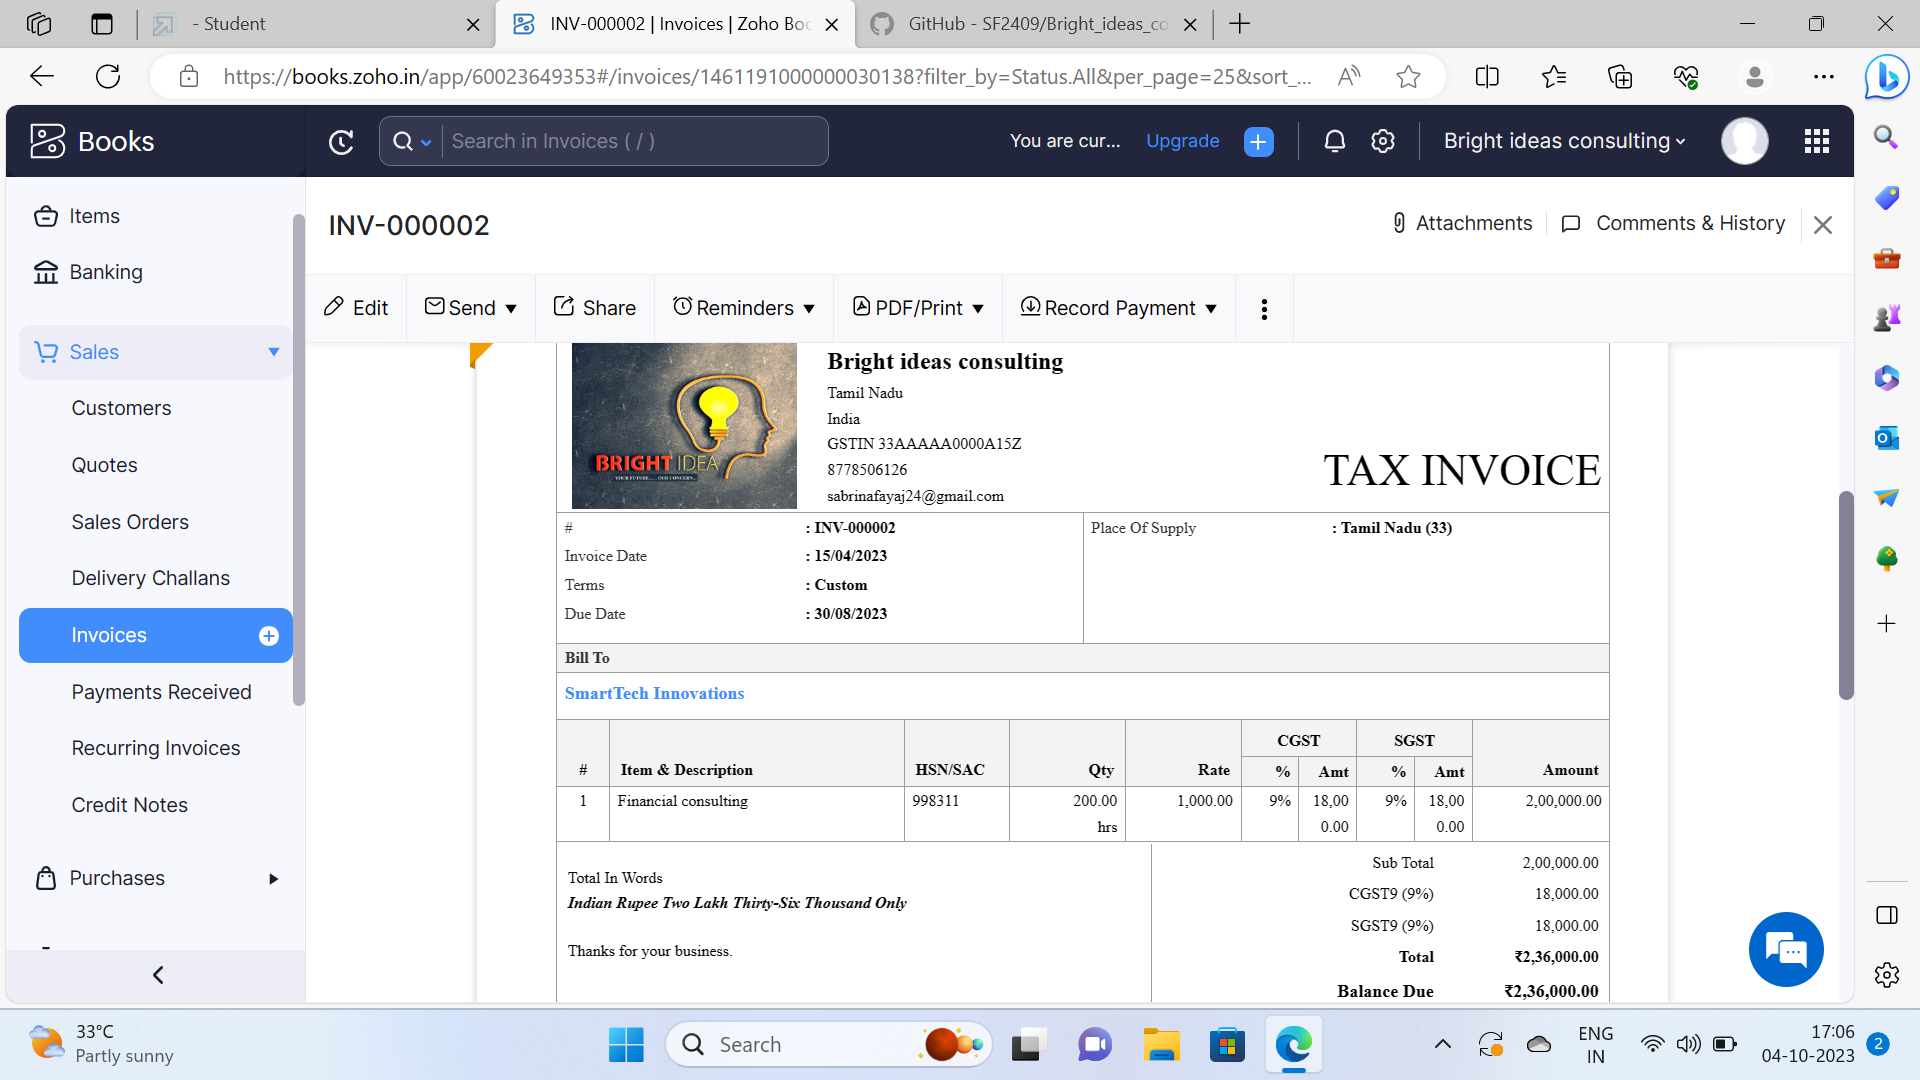 - Student
INV-000002 | Invoices | Zoho Boo
GitHub - SF2409/Bright_ideas_co
https://books.zoho.in/app/60023649353#/invoices/1461191000000030138?filter_by=Status.All&per_page=25&sort_...
Books
Search in Invoices ( / )
You are cur...
Upgrade
Bright ideas consulting
Items
Banking
Sales
Customers
Quotes
Sales Orders
Delivery Challans
Invoices
Payments Received
Recurring Invoices
Credit Notes
Purchases
INV-000002
Attachments
Comments & History
Edit
Send
Share
Reminders
PDF/Print
Record Payment
BRIGHT IDEA
YOUR FUTURE..... OUR CONCERN...
Bright ideas consulting
Tamil Nadu
India
GSTIN 33AAAAA0000A15Z
8778506126
sabrinafayaj24@gmail.com
TAX INVOICE
# : INV-000002
Invoice Date : 15/04/2023
Terms : Custom
Due Date : 30/08/2023
Place Of Supply : Tamil Nadu (33)
Bill To
SmartTech Innovations
CGST SGST
# Item & Description HSN/SAC Qty Rate % Amt % Amt Amount
1 Financial consulting 998311 200.00 1,000.00 9% 18,00 9% 18,00 2,00,000.00
hrs 0.00 0.00
Total In Words
Indian Rupee Two Lakh Thirty-Six Thousand Only
Thanks for your business.
Sub Total 2,00,000.00
CGST9 (9%) 18,000.00
SGST9 (9%) 18,000.00
Total ₹2,36,000.00
Balance Due ₹2,36,000.00
33°C
Partly sunny
Search
ENG
IN
17:06
04-10-2023
2